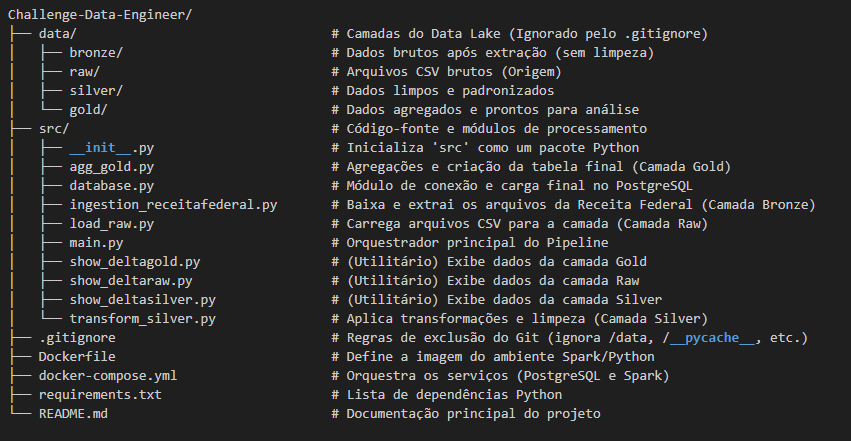 Challenge-Data-Engineer/
├── data/                              # Camadas do Data Lake (Ignorado pelo .gitignore)
│   ├── bronze/                        # Dados brutos após extração (sem limpeza)
│   ├── raw/                           # Arquivos CSV brutos (Origem)
│   ├── silver/                        # Dados limpos e padronizados
│   └── gold/                          # Dados agregados e prontos para análise
├── src/                               # Código-fonte e módulos de processamento
│   ├── __init__.py                    # Inicializa 'src' como um pacote Python
│   ├── agg_gold.py                    # Agregações e criação da tabela final (Camada Gold)
│   ├── database.py                    # Módulo de conexão e carga final no PostgreSQL
│   ├── ingestion_receitafederal.py    # Baixa e extrai os arquivos da Receita Federal (Camada Bronze)
│   ├── load_raw.py                    # Carrega arquivos CSV para a camada (Camada Raw)
│   ├── main.py                        # Orquestrador principal do Pipeline
│   ├── show_deltagold.py              # (Utilitário) Exibe dados da camada Gold
│   ├── show_deltaraw.py               # (Utilitário) Exibe dados da camada Raw
│   ├── show_deltasilver.py            # (Utilitário) Exibe dados da camada Silver
│   └── transform_silver.py            # Aplica transformações e limpeza (Camada Silver)
├── .gitignore                         # Regras de exclusão do Git (ignora /data, /__pycache__, etc.)
├── Dockerfile                         # Define a imagem do ambiente Spark/Python
├── docker-compose.yml                 # Orquestra os serviços (PostgreSQL e Spark)
├── requirements.txt                   # Lista de dependências Python
└── README.md                          # Documentação principal do projeto